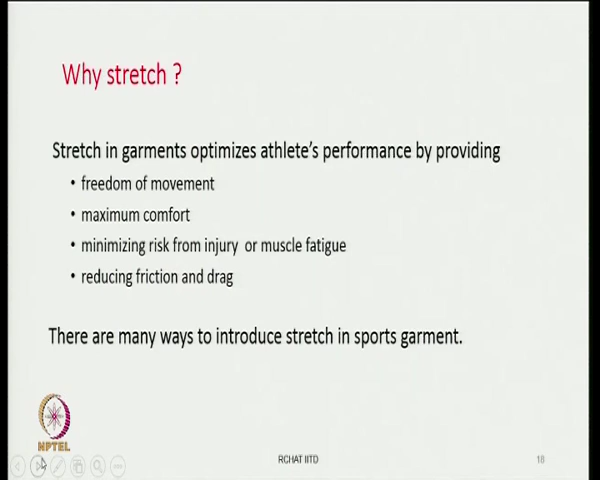 Why stretch ?
Stretch in garments optimizes athlete's performance by providing
• freedom of movement
• maximum comfort
• minimizing risk from injury or muscle fatigue
• reducing friction and drag
There are many ways to introduce stretch in sports garment.
NPTEL
RCHAT IITD
18